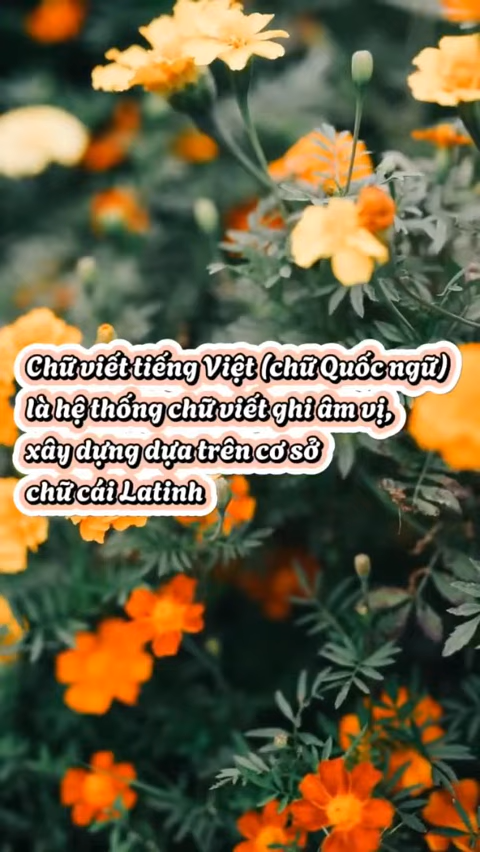 Chữ viết tiếng Việt (chữ Quốc ngữ)
là hệ thống chữ viết ghi âm vị,
xây dựng dựa trên cơ sở
chữ cái Latinh